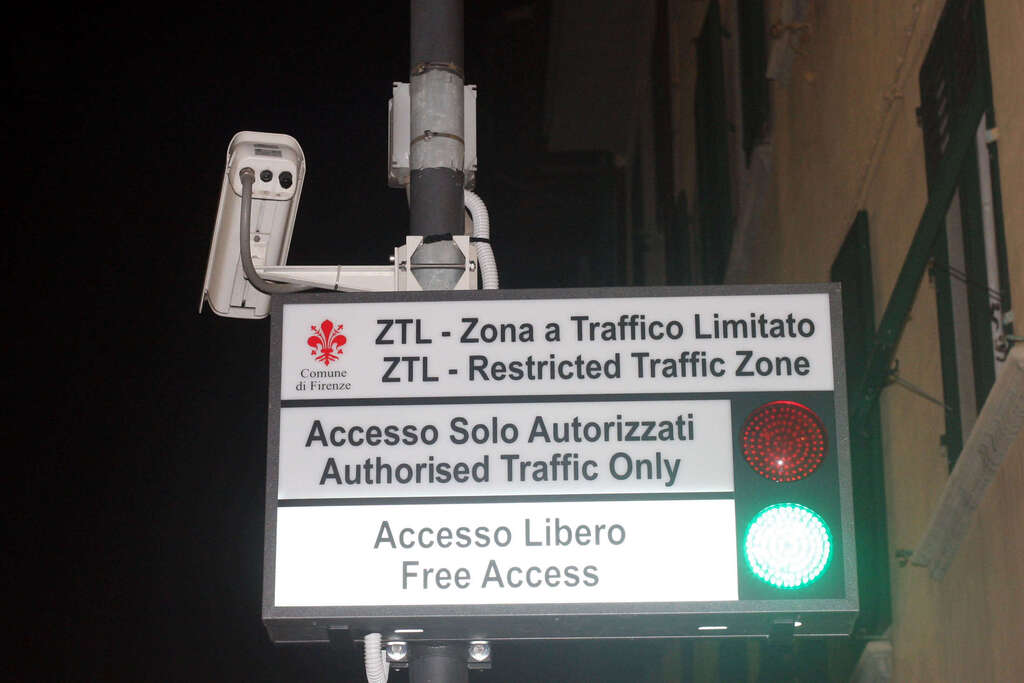 ZTL - Zona a Traffico Limitato
ZTL - Restricted Traffic Zone
Comune
di Firenze
Accesso Solo Autorizzati
Authorised Traffic Only
Accesso Libero
Free Access